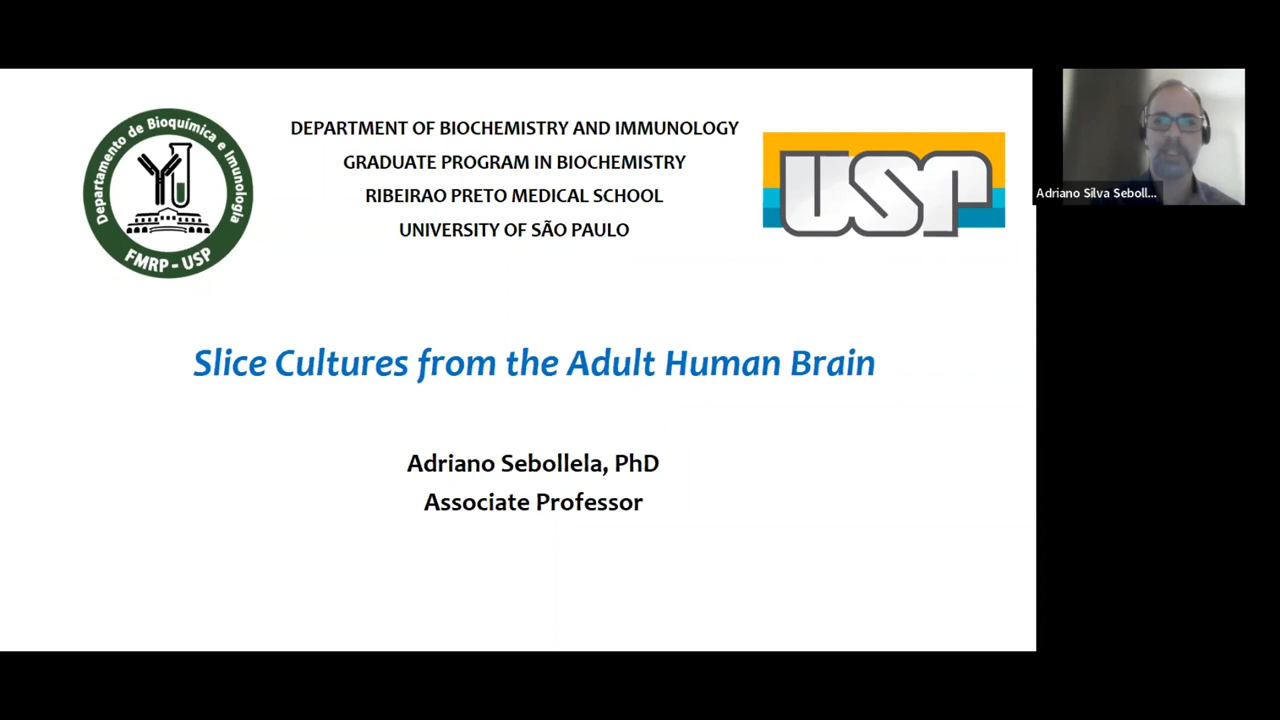 Departamento de Bioquímica e Imunologia
FMRP - USP
DEPARTMENT OF BIOCHEMISTRY AND IMMUNOLOGY
GRADUATE PROGRAM IN BIOCHEMISTRY
RIBEIRAO PRETO MEDICAL SCHOOL
UNIVERSITY OF SÃO PAULO
USP
Adriano Silva Seboll...
Slice Cultures from the Adult Human Brain
Adriano Sebollela, PhD
Associate Professor